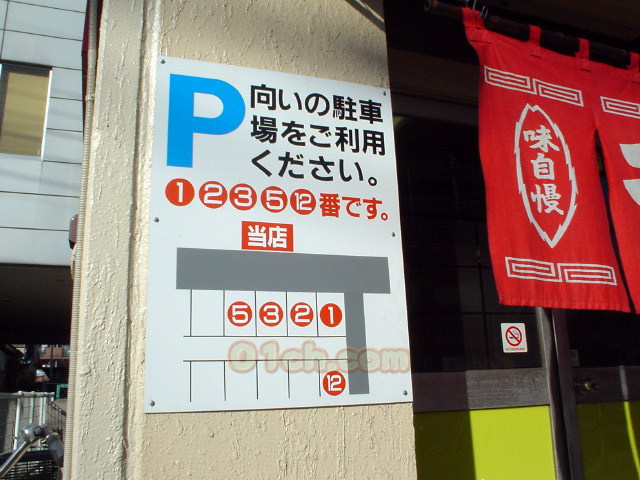 P
向いの駐車
場をご利用
ください。
①②③⑤⑫番です。
当店
⑤③②①
⑫
01ch.com
味自慢